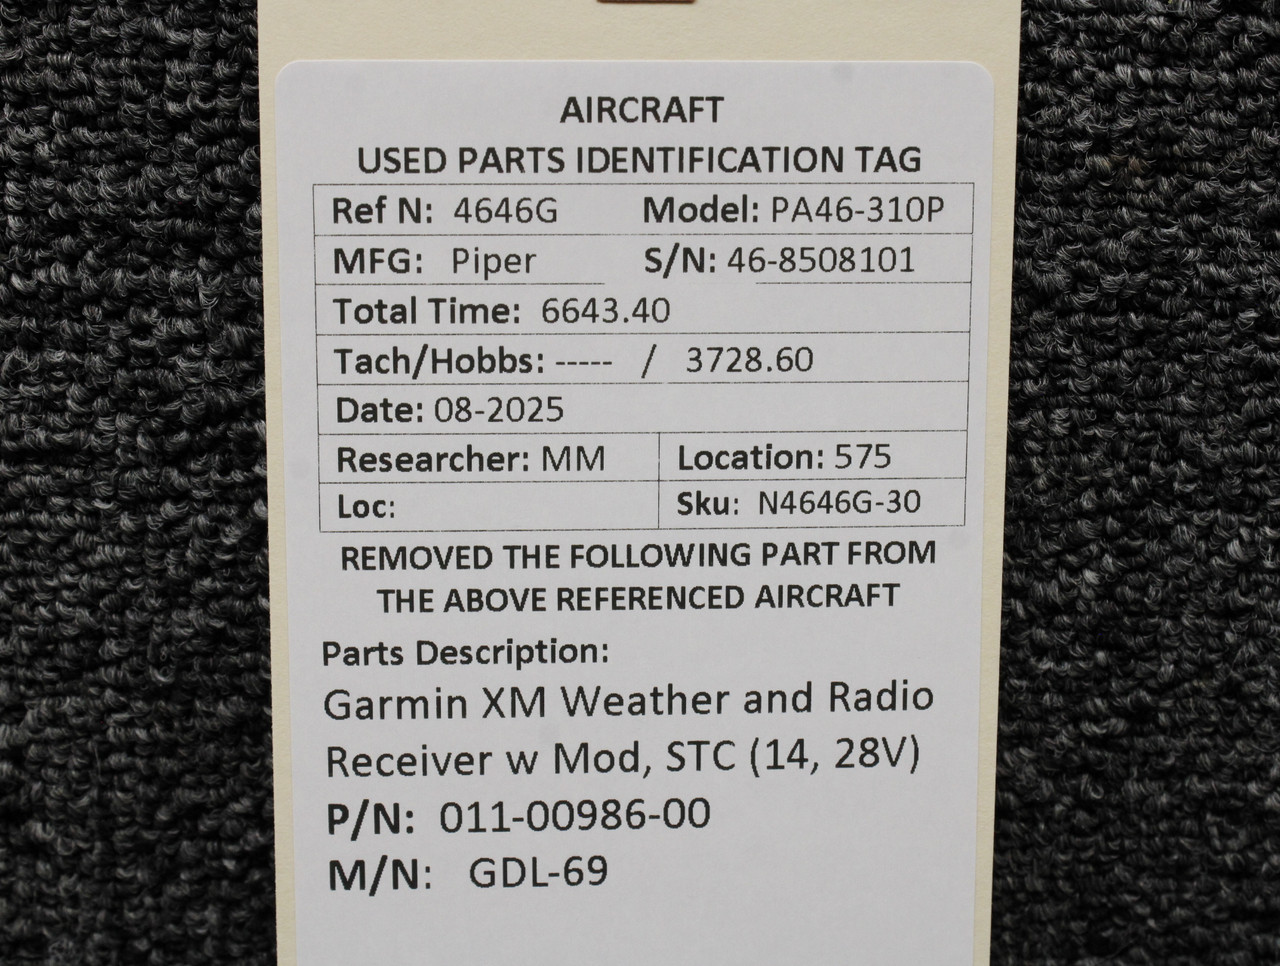 AIRCRAFT
USED PARTS IDENTIFICATION TAG
Ref N: 4646G Model: PA46-310P
MFG: Piper S/N: 46-8508101
Total Time: 6643.40
Tach/Hobbs: ----- / 3728.60
Date: 08-2025
Researcher: MM Location: 575
Loc: Sku: N4646G-30
REMOVED THE FOLLOWING PART FROM
THE ABOVE REFERENCED AIRCRAFT
Parts Description:
Garmin XM Weather and Radio
Receiver w Mod, STC (14, 28V)
P/N: 011-00986-00
M/N: GDL-69